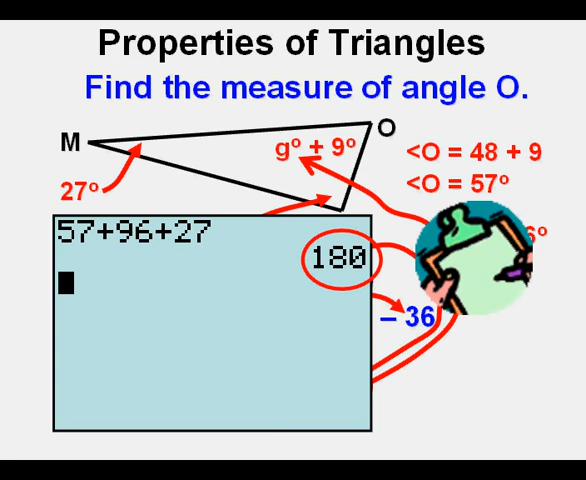 Properties of Triangles
Find the measure of angle O.
M
O
gº + 9º
<O = 48 + 9
<O = 57º
27º
57+96+27
180
6º
– 36